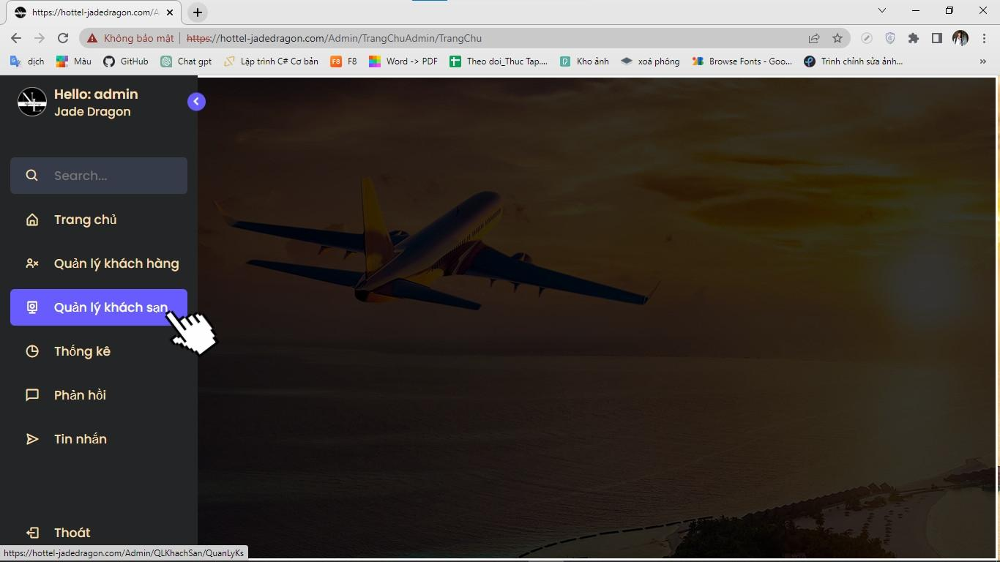 https://hottel-jadedragon.com/A
Không bảo mật
https://hottel-jadedragon.com/Admin/TrangChuAdmin/TrangChu
dịch
Màu
GitHub
Chat gpt
Lập trình C# Cơ bản
F8
F8
Word -> PDF
Theo doi_Thuc Tap...
Kho ảnh
xoá phông
Browse Fonts - Goo...
Trình chỉnh sửa ảnh...
»
Hello: admin
Jade Dragon
Search...
Trang chủ
Quản lý khách hàng
Quản lý khách sạn
Thống kê
Phản hồi
Tin nhắn
Thoát
https://hottel-jadedragon.com/Admin/QLKhachSan/QuanLyKs